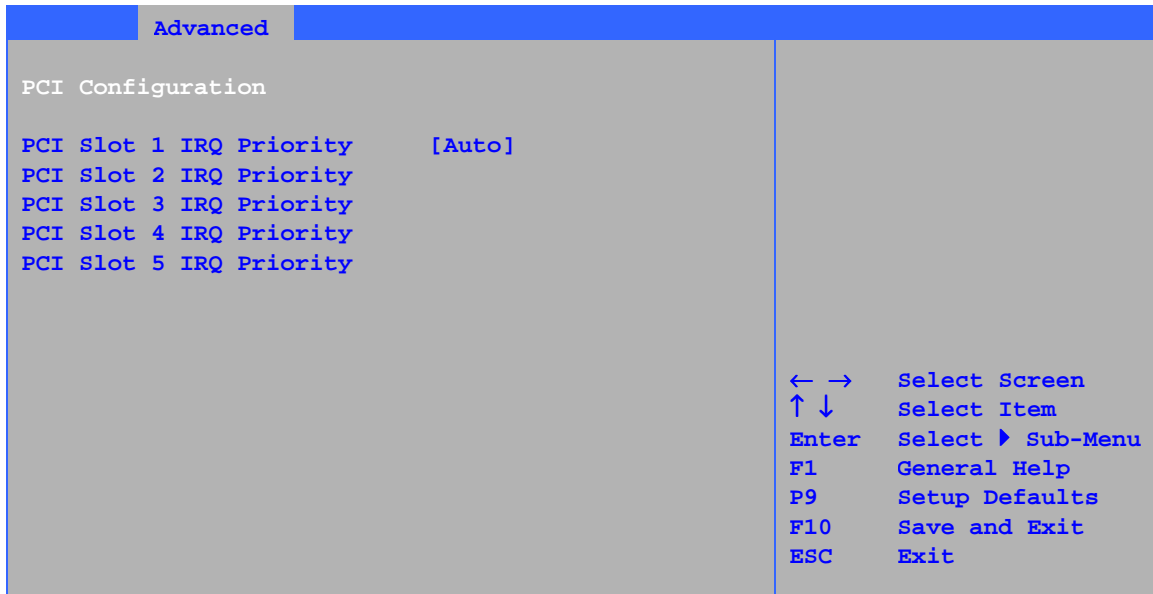 Advanced
PCI Configuration
PCI Slot 1 IRQ Priority [Auto]
PCI Slot 2 IRQ Priority
PCI Slot 3 IRQ Priority
PCI Slot 4 IRQ Priority
PCI Slot 5 IRQ Priority
← → Select Screen
↑ ↓ Select Item
Enter Select ▶ Sub-Menu
F1 General Help
P9 Setup Defaults
F10 Save and Exit
ESC Exit